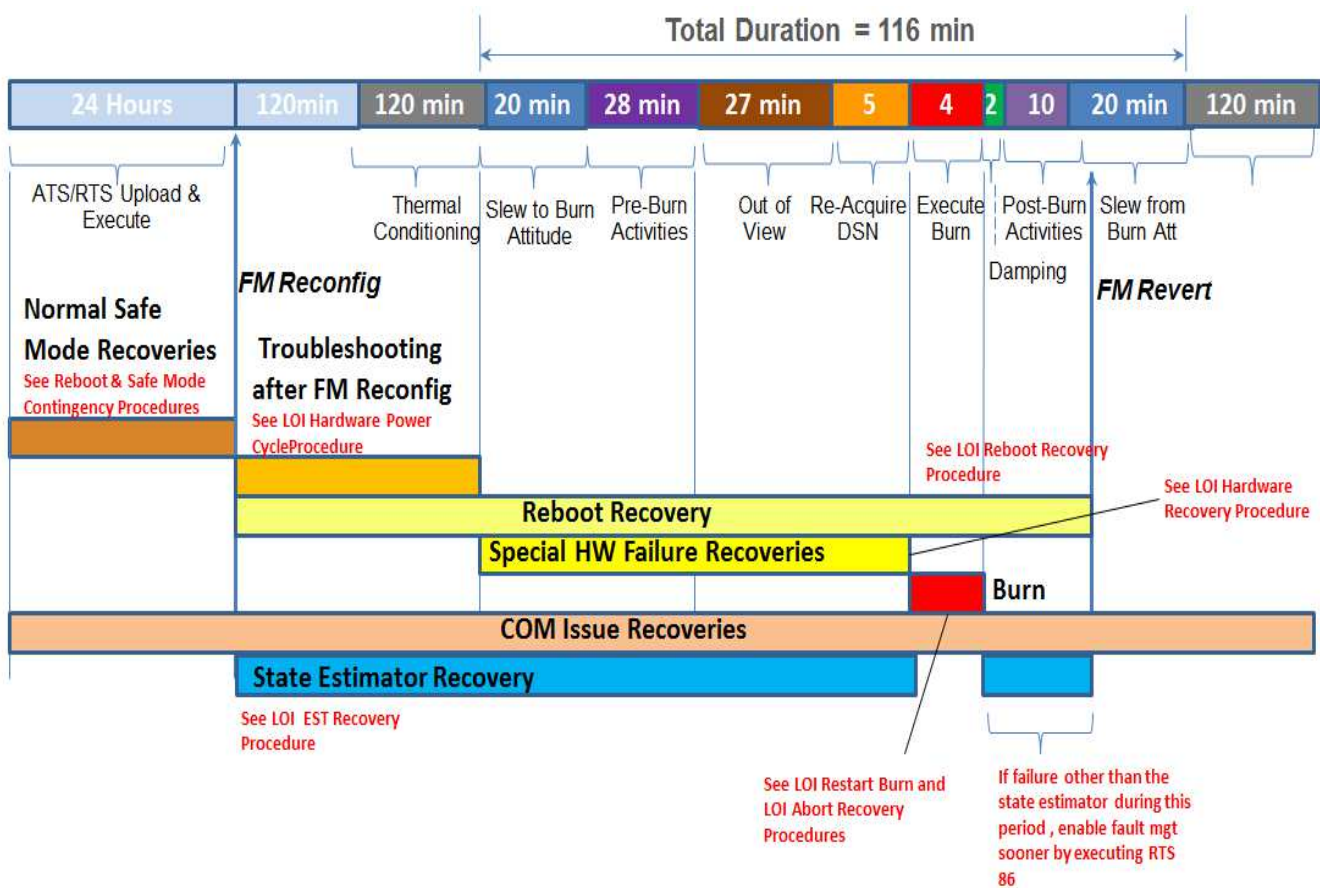 Total Duration = 116 min
24 Hours
120min
120 min
20 min
28 min
27 min
5
4
2
10
20 min
120 min
ATS/RTS Upload &
Execute
Thermal
Conditioning
Slew to Burn
Attitude
Pre-Burn
Activities
Out of
View
Re-Acquire
DSN
Execute
Burn
Post-Burn
Activities
Slew from
Burn Att
Damping
FM Reconfig
FM Revert
Normal Safe
Mode Recoveries
See Reboot & Safe Mode
Contingency Procedures
Troubleshooting
after FM Reconfig
See LOI Hardware Power
CycleProcedure
See LOI Reboot Recovery
Procedure
See LOI Hardware
Recovery Procedure
Reboot Recovery
Special HW Failure Recoveries
Burn
COM Issue Recoveries
State Estimator Recovery
See LOI EST Recovery
Procedure
See LOI Restart Burn and
LOI Abort Recovery
Procedures
If failure other than the
state estimator during this
period , enable fault mgt
sooner by executing RTS
86